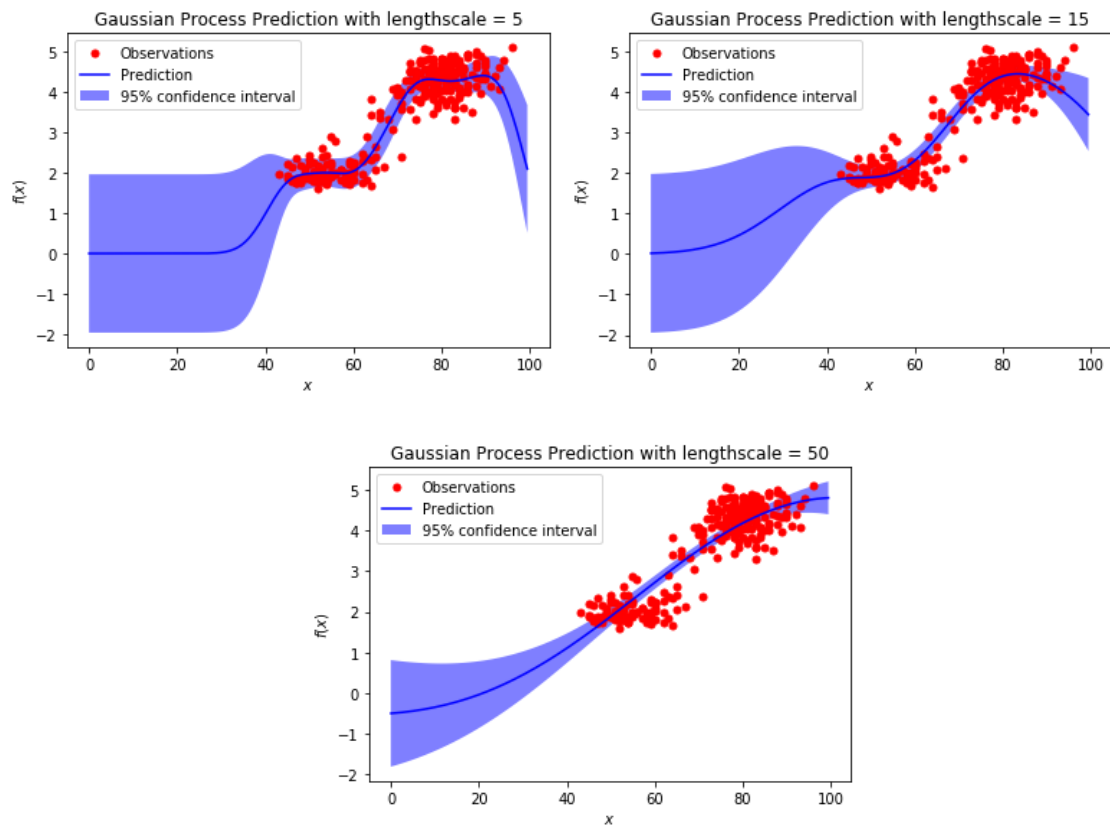 Gaussian Process Prediction with lengthscale = 5
Observations
Prediction
95% confidence interval
5
4
3
2
1
0
−1
−2
f(x)
0 20 40 60 80 100
x
Gaussian Process Prediction with lengthscale = 15
Observations
Prediction
95% confidence interval
5
4
3
2
1
0
−1
−2
f(x)
0 20 40 60 80 100
x
Gaussian Process Prediction with lengthscale = 50
Observations
Prediction
95% confidence interval
5
4
3
2
1
0
−1
−2
f(x)
0 20 40 60 80 100
x